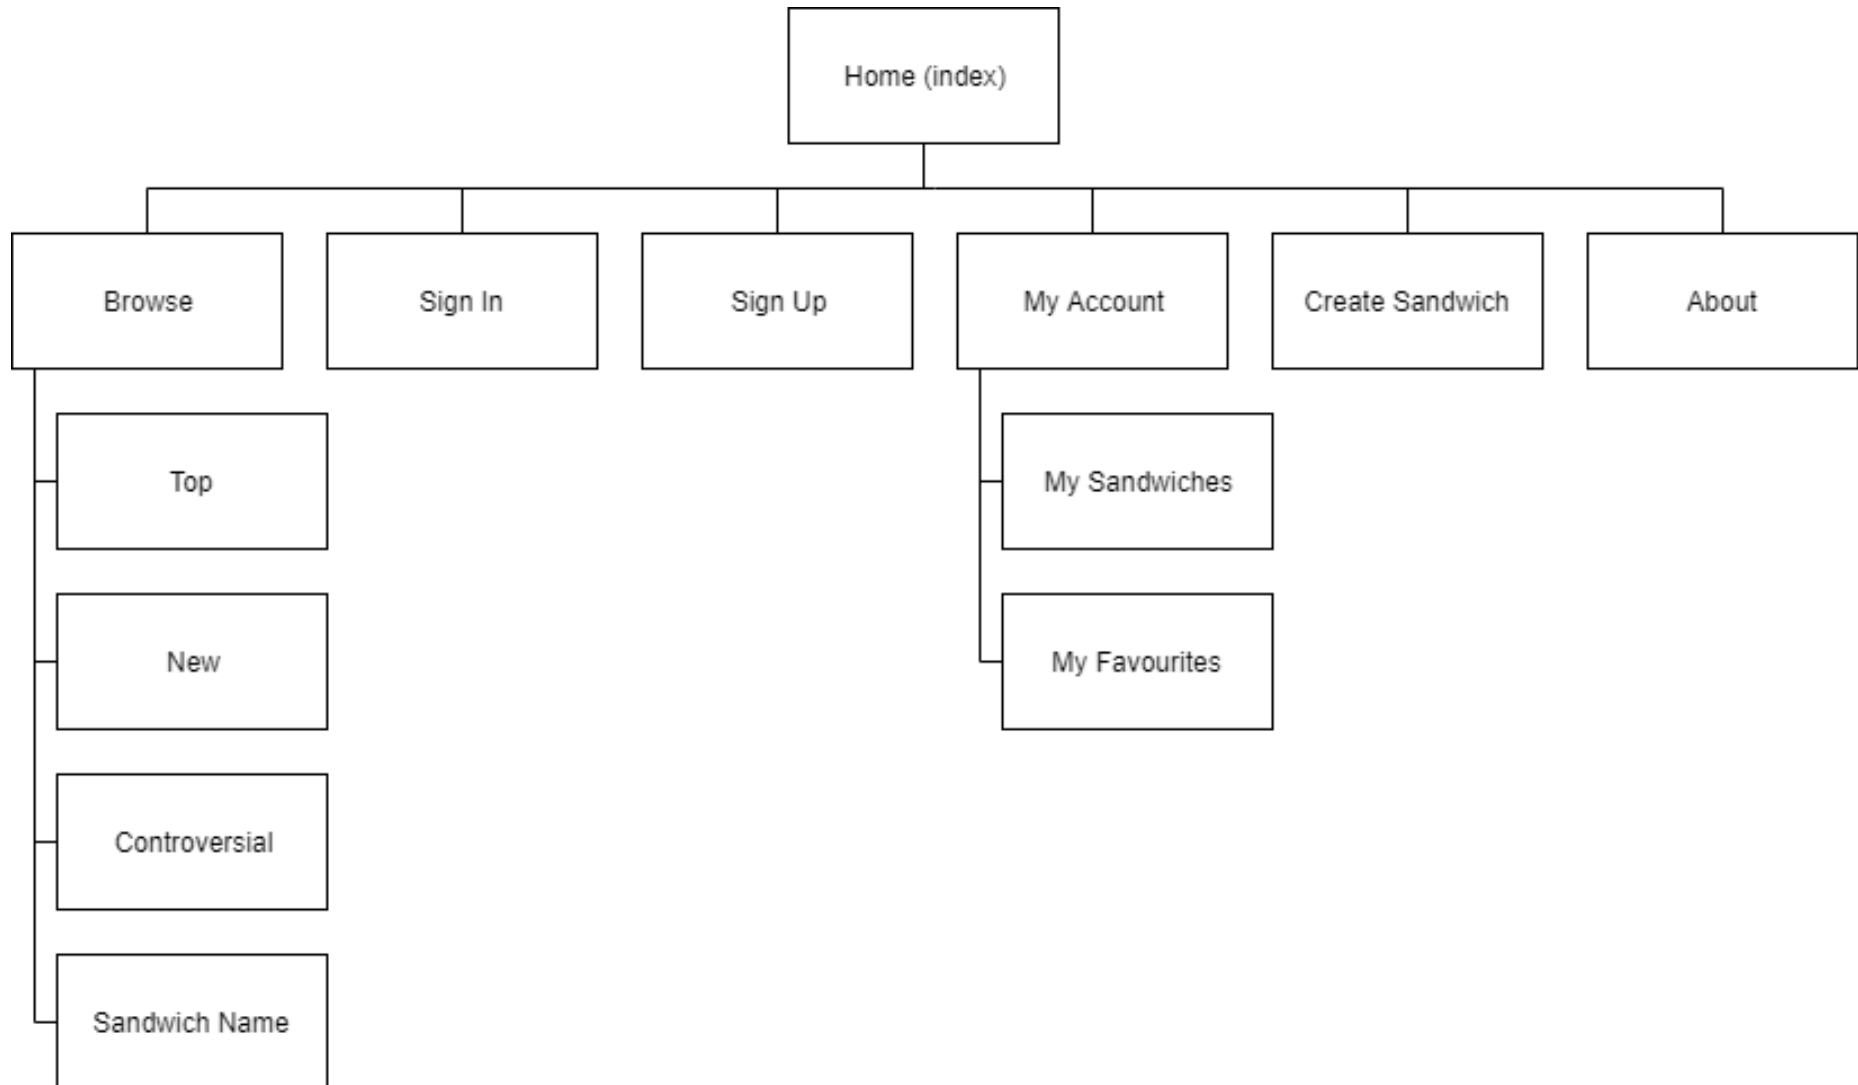 Home (index)
Browse
Sign In
Sign Up
My Account
Create Sandwich
About
Top
My Sandwiches
New
My Favourites
Controversial
Sandwich Name